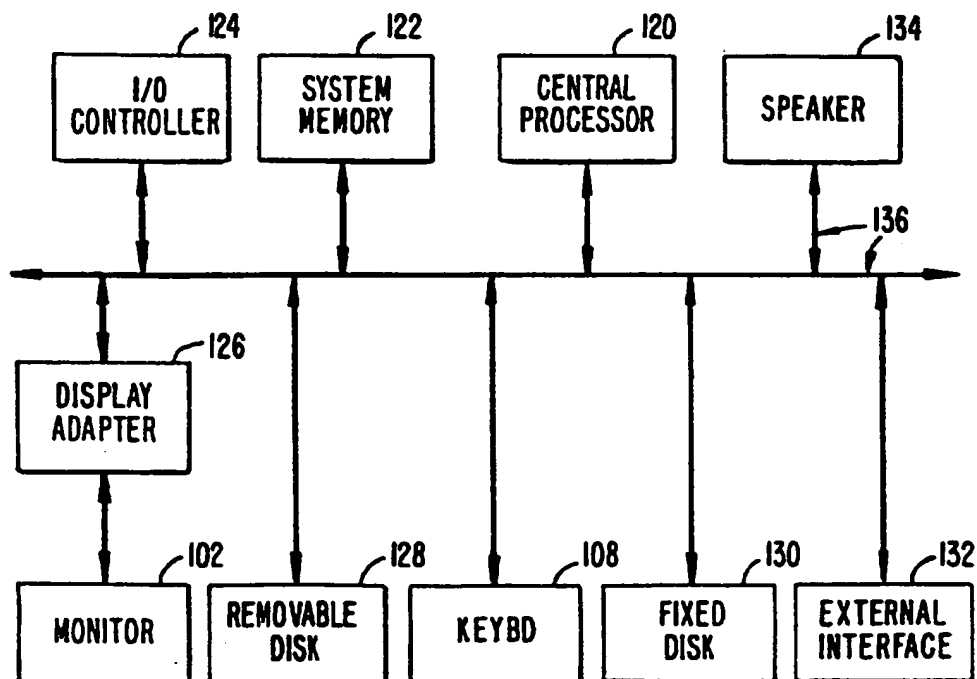 124
122
120
134
I/O
CONTROLLER
SYSTEM
MEMORY
CENTRAL
PROCESSOR
SPEAKER
136
126
DISPLAY
ADAPTER
102
128
108
130
132
MONITOR
REMOVABLE
DISK
KEYBD
FIXED
DISK
EXTERNAL
INTERFACE